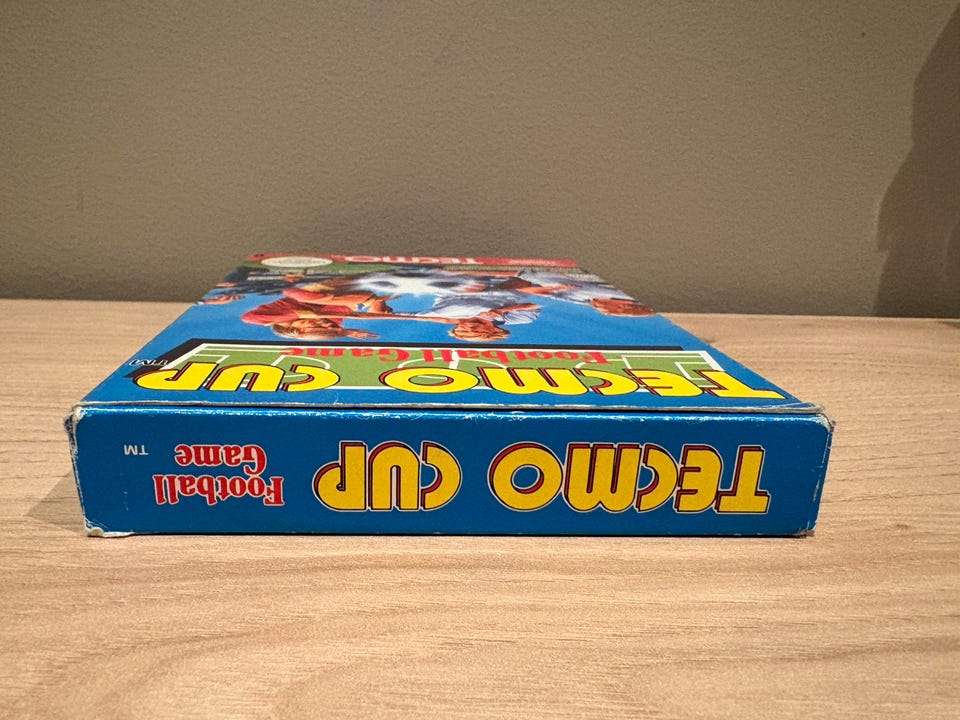 TECMO
TECMO CUP
Football Game
TM
TECMO CUP
Football
Game
TM